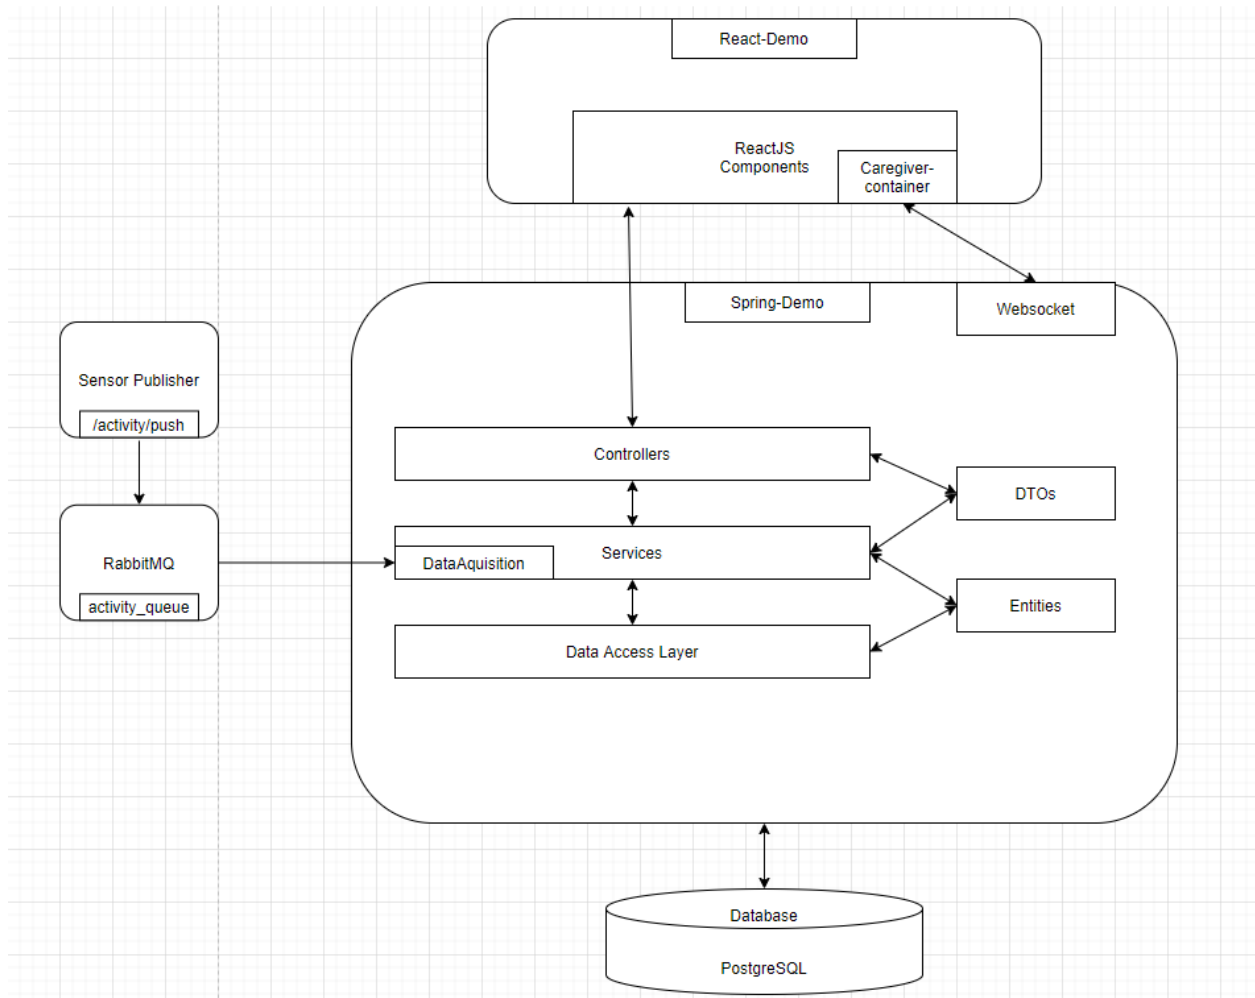 React-Demo
ReactJS
Components
Caregiver-
container
Spring-Demo
Websocket
Sensor Publisher
/activity/push
Controllers
DTOs
RabbitMQ
activity_queue
Services
DataAquisition
Entities
Data Access Layer
Database
PostgreSQL